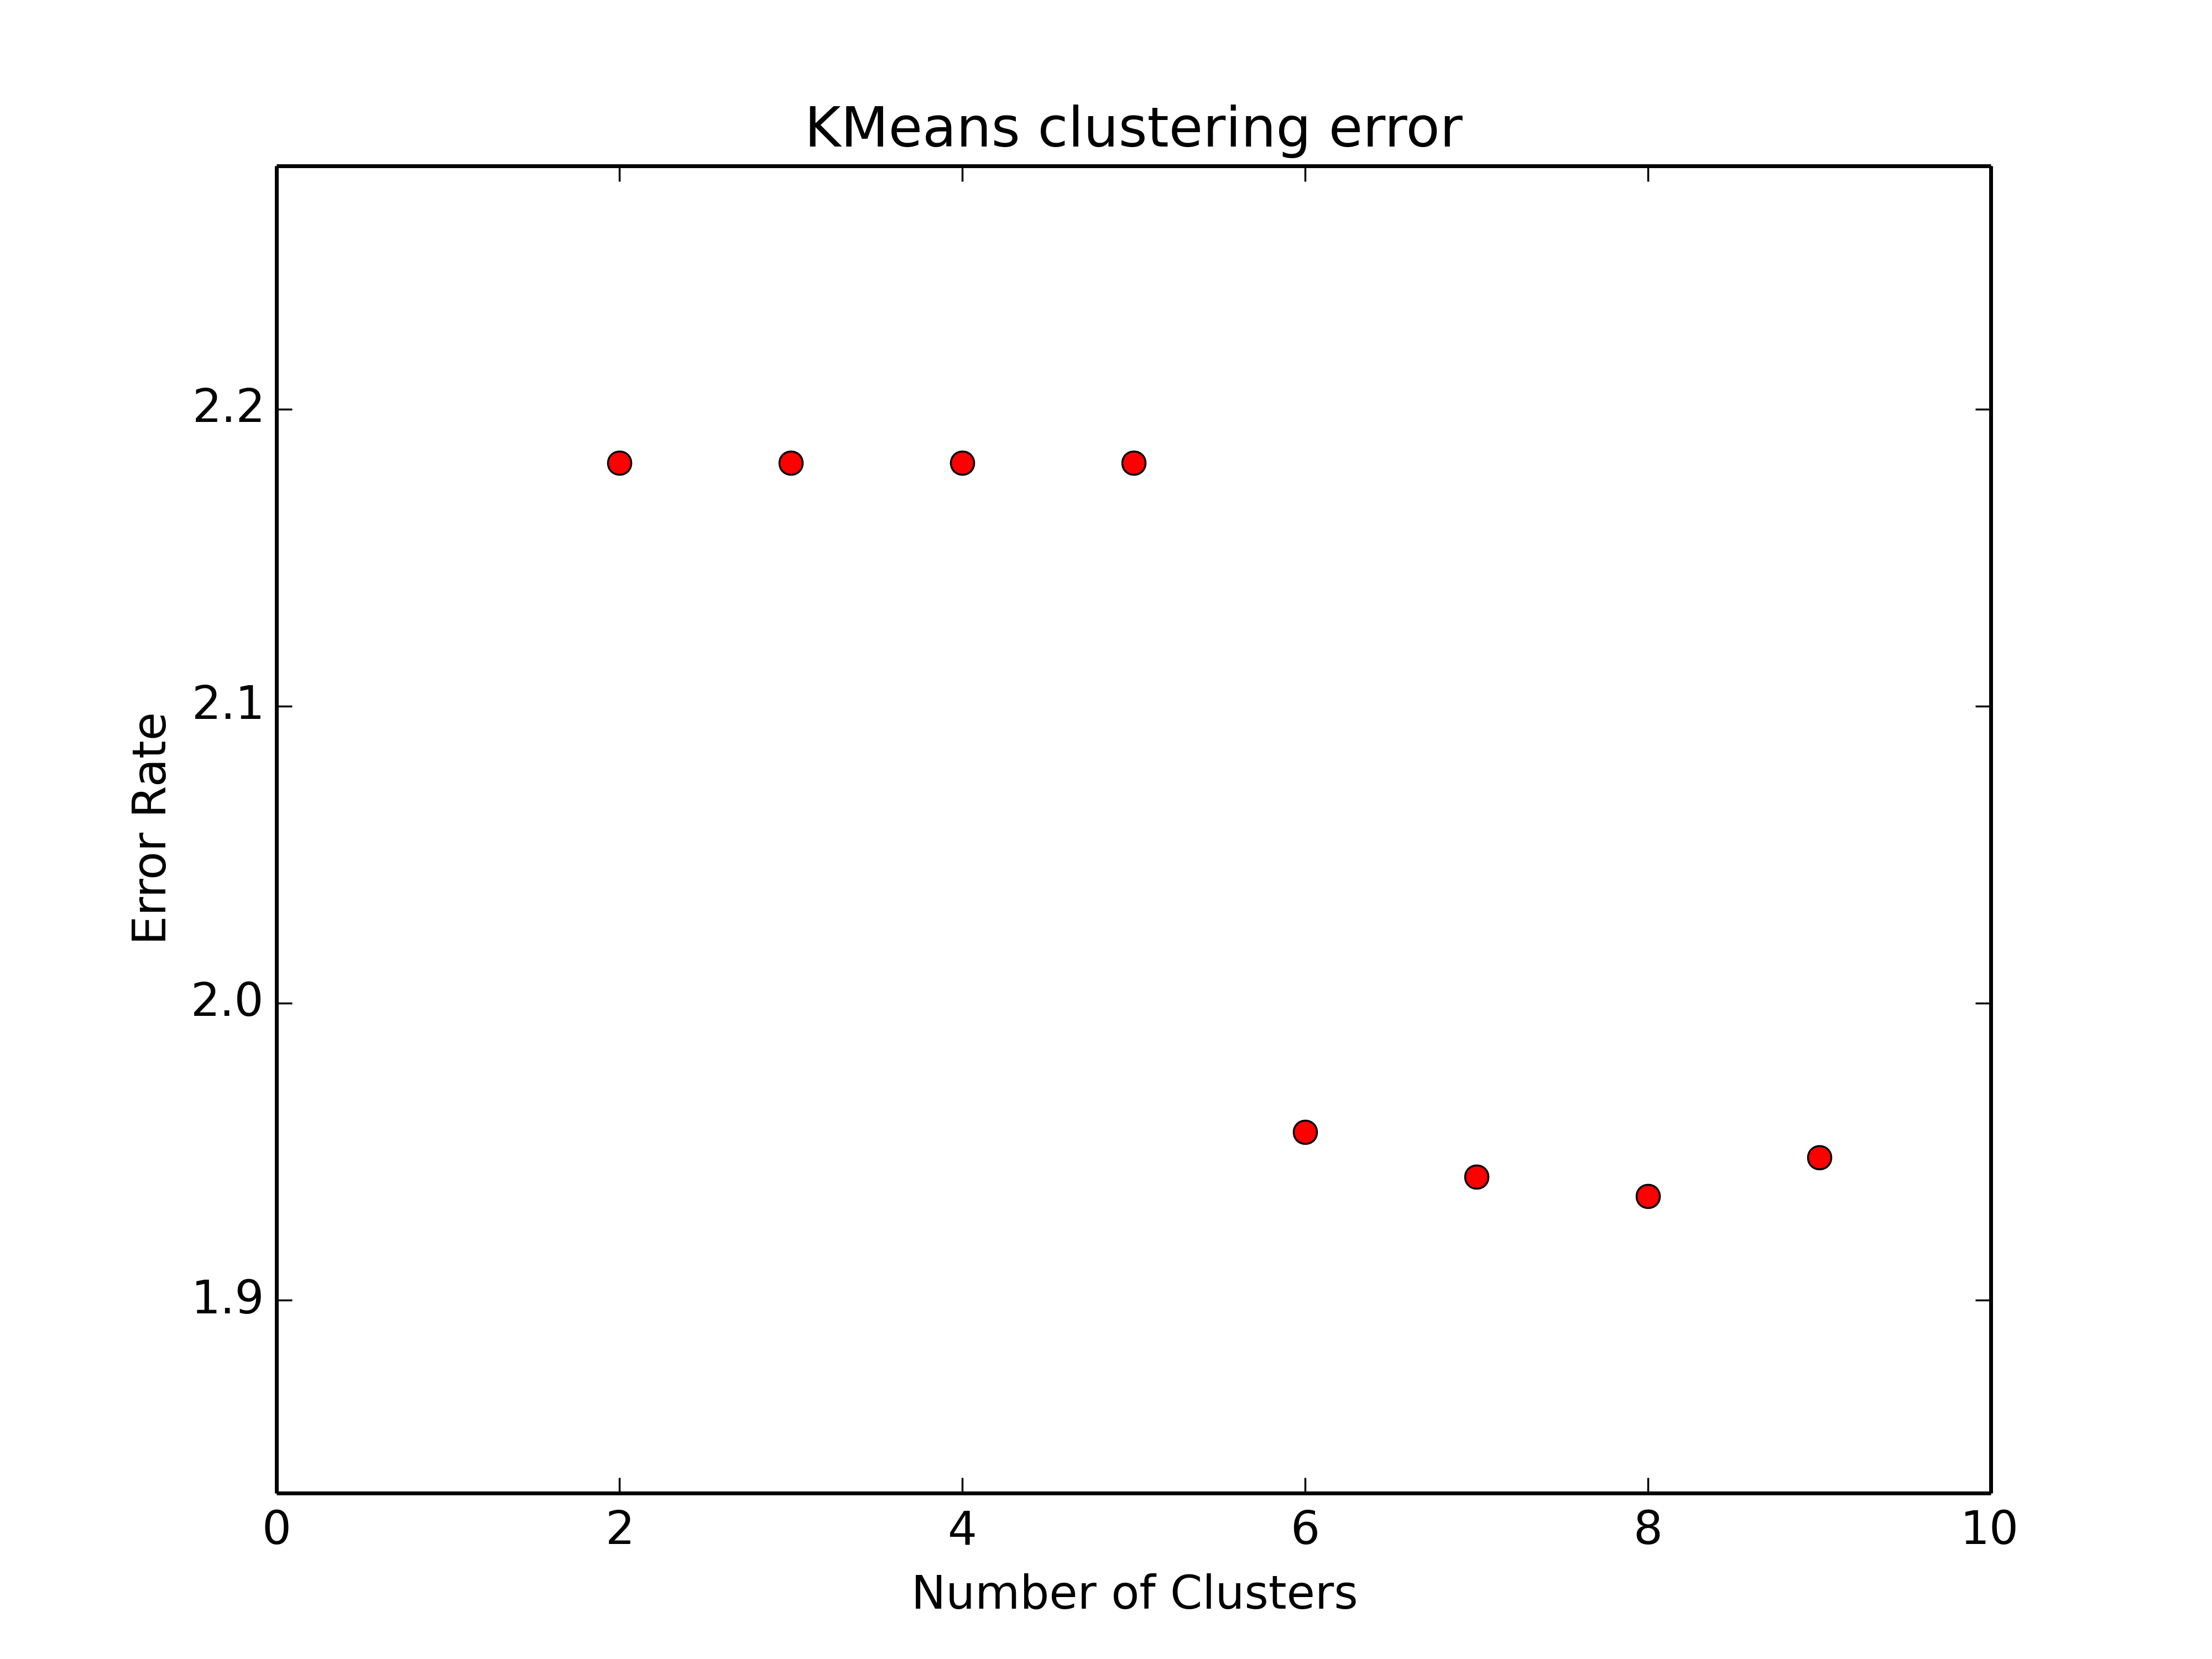 KMeans clustering error
2.2
2.1
2.0
1.9
Error Rate
0 2 4 6 8 10
Number of Clusters